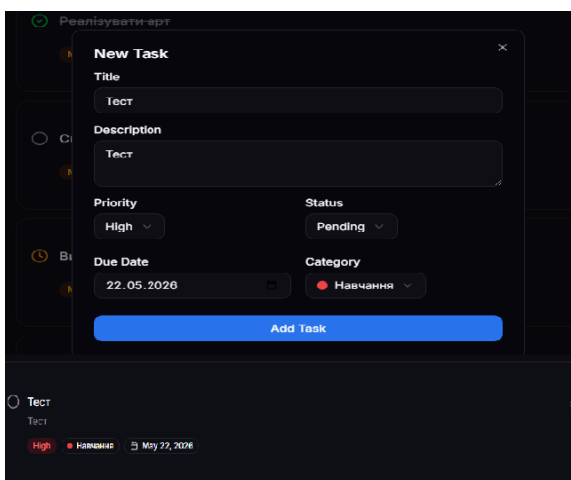 Реалізувати арт
New Task
Title
Тест
Description
Тест
Priority
Status
High
Pending
Due Date
Category
22.05.2026
Навчання
Add Task
Тест
Тест
High
Навчання
May 22, 2026